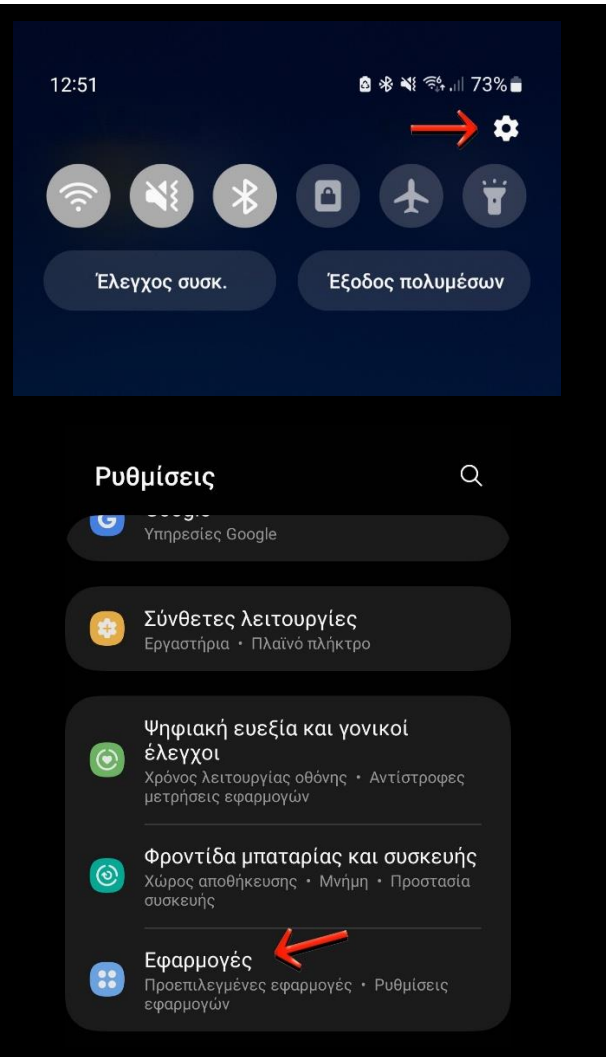 12:51
73%
Έλεγχος συσκ.
Έξοδος πολυμέσων
Ρυθμίσεις
Google
Υπηρεσίες Google
Σύνθετες λειτουργίες
Εργαστήρια • Πλαϊνό πλήκτρο
Ψηφιακή ευεξία και γονικοί
έλεγχοι
Χρόνος λειτουργίας οθόνης • Αντίστροφες
μετρήσεις εφαρμογών
Φροντίδα μπαταρίας και συσκευής
Χώρος αποθήκευσης • Μνήμη • Προστασία
συσκευής
Εφαρμογές
Προεπιλεγμένες εφαρμογές • Ρυθμίσεις
εφαρμογών